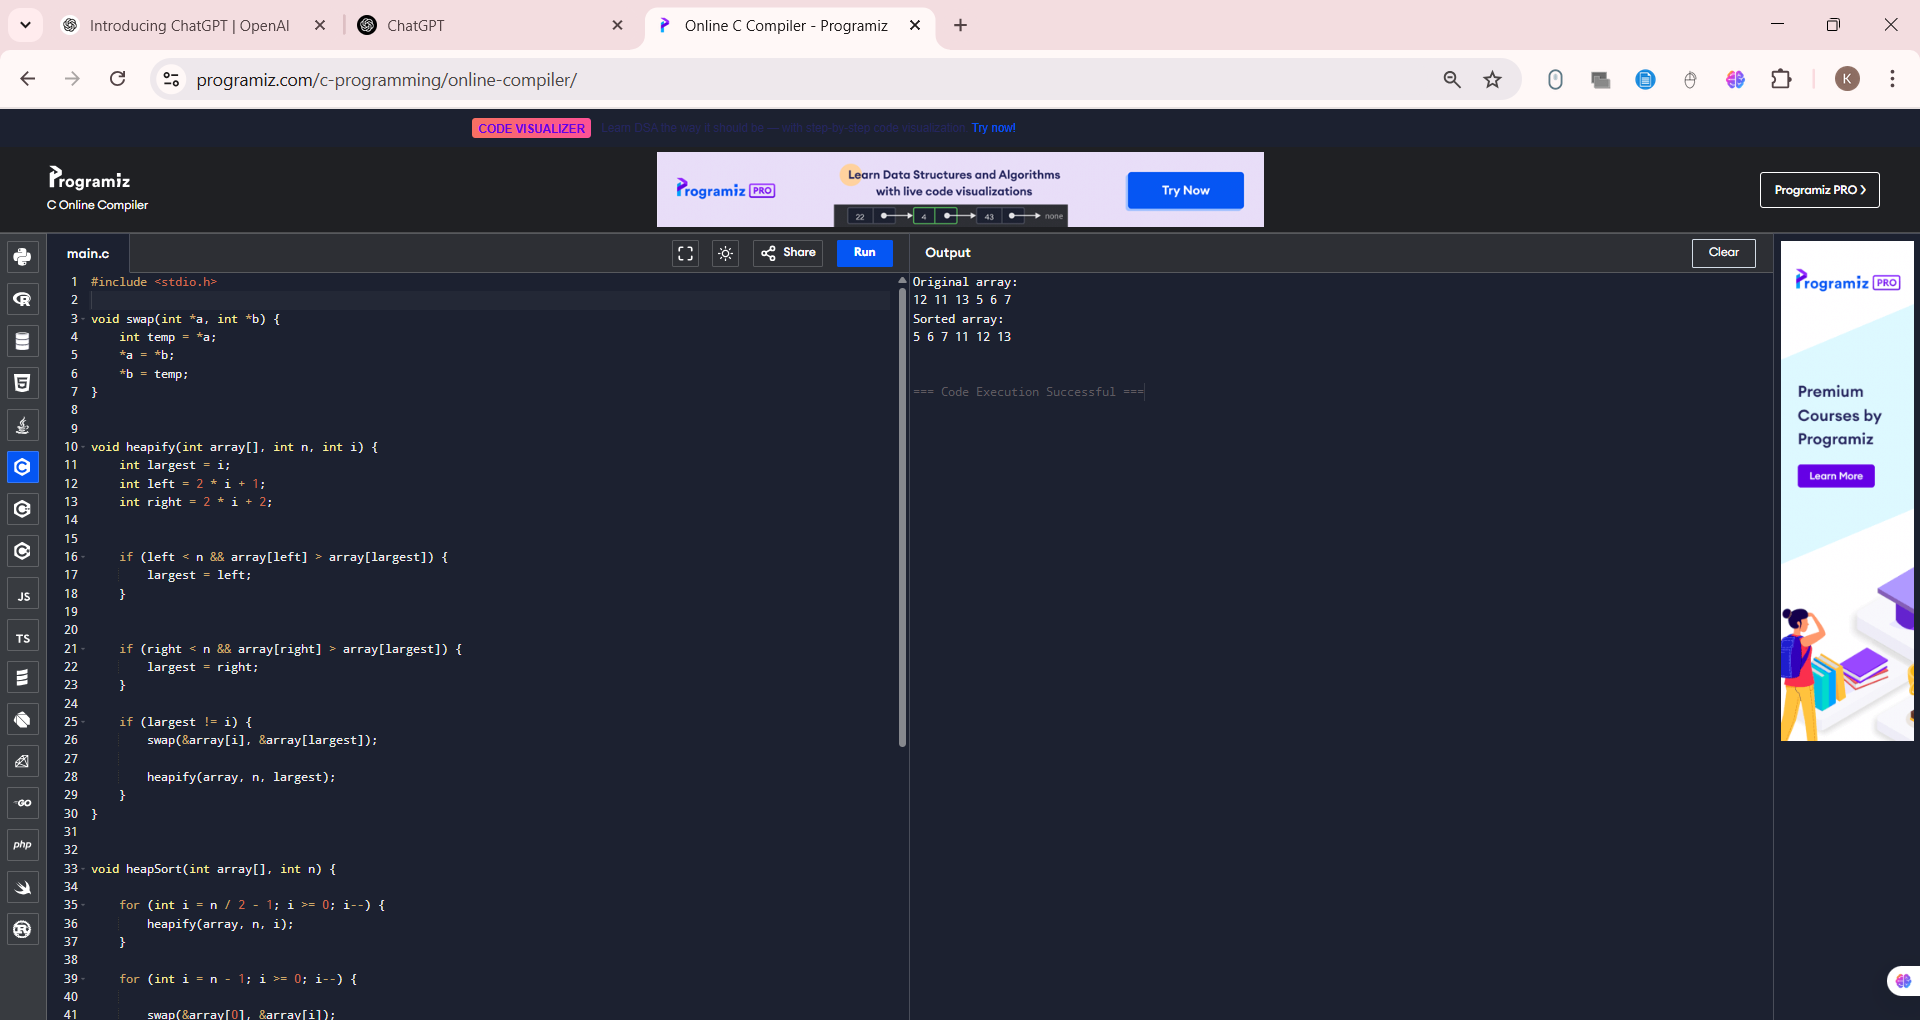 Introducing ChatGPT | OpenAI
ChatGPT
Online C Compiler - Programiz
programiz.com/c-programming/online-compiler/
K
CODE VISUALIZER Learn DSA the way it should be — with step-by-step code visualization. Try now!
Programiz
C Online Compiler
Programiz PRO
Learn Data Structures and Algorithms
with live code visualizations
22 4 43 none
Try Now
Programiz PRO >
main.c
Share
Run
Output
Clear
1 #include <stdio.h>
2
3 void swap(int *a, int *b) {
4     int temp = *a;
5     *a = *b;
6     *b = temp;
7 }
8
9
10 void heapify(int array[], int n, int i) {
11     int largest = i;
12     int left = 2 * i + 1;
13     int right = 2 * i + 2;
14
15
16     if (left < n && array[left] > array[largest]) {
17         largest = left;
18     }
19
20
21     if (right < n && array[right] > array[largest]) {
22         largest = right;
23     }
24
25     if (largest != i) {
26         swap(&array[i], &array[largest]);
27
28         heapify(array, n, largest);
29     }
30 }
31
32
33 void heapSort(int array[], int n) {
34
35     for (int i = n / 2 - 1; i >= 0; i--) {
36         heapify(array, n, i);
37     }
38
39     for (int i = n - 1; i >= 0; i--) {
40
41         swap(&array[0], &array[i]);
Original array:
12 11 13 5 6 7
Sorted array:
5 6 7 11 12 13
=== Code Execution Successful ===
JS
TS
GO
php
Programiz PRO
Premium
Courses by
Programiz
Learn More